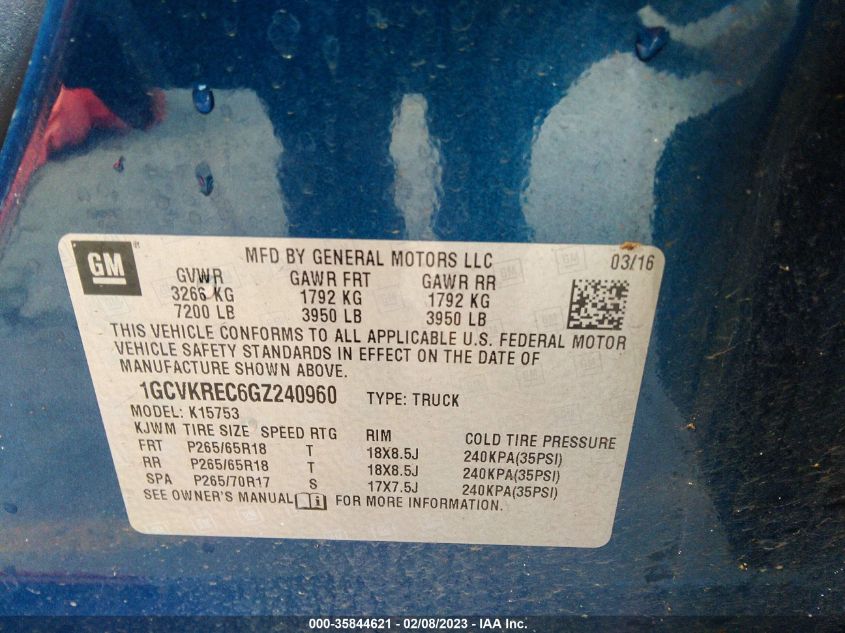 GM
MFD BY GENERAL MOTORS LLC 03/16
GVWR GAWR FRT GAWR RR
3266 KG 1792 KG 1792 KG
7200 LB 3950 LB 3950 LB
THIS VEHICLE CONFORMS TO ALL APPLICABLE U.S. FEDERAL MOTOR
VEHICLE SAFETY STANDARDS IN EFFECT ON THE DATE OF
MANUFACTURE SHOWN ABOVE.
1GCVKREC6GZ240960 TYPE: TRUCK
MODEL: K15753
KJWM TIRE SIZE SPEED RTG RIM COLD TIRE PRESSURE
FRT P265/65R18 T 18X8.5J 240KPA(35PSI)
RR P265/65R18 T 18X8.5J 240KPA(35PSI)
SPA P265/70R17 S 17X7.5J 240KPA(35PSI)
SEE OWNER'S MANUAL FOR MORE INFORMATION.
000-35844621 - 02/08/2023 - IAA Inc.